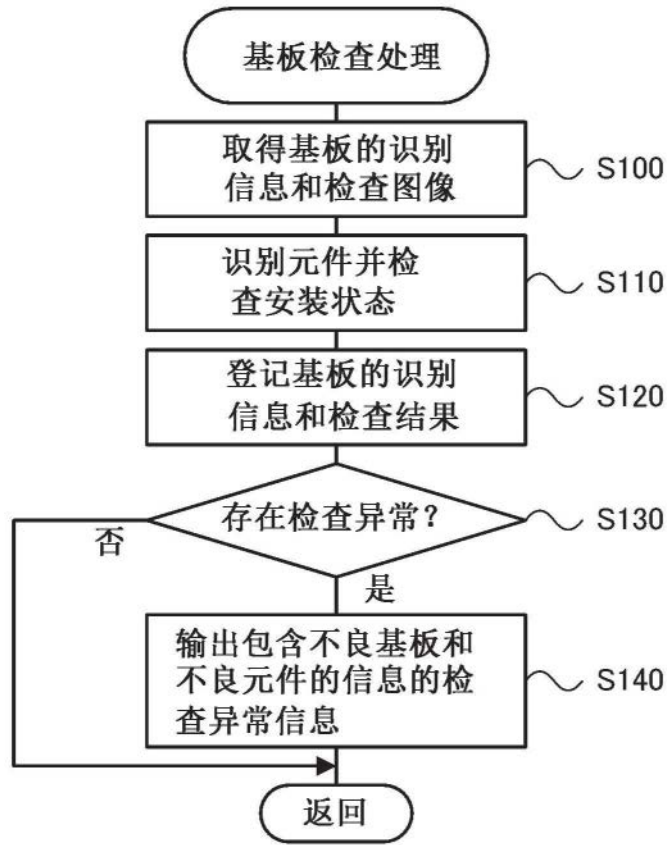 基板检查处理
取得基板的识别
信息和检查图像
S100
识别元件并检
查安装状态
S110
登记基板的识别
信息和检查结果
S120
存在检查异常?
S130
否
是
输出包含不良基板和
不良元件的信息的检
查异常信息
S140
返回